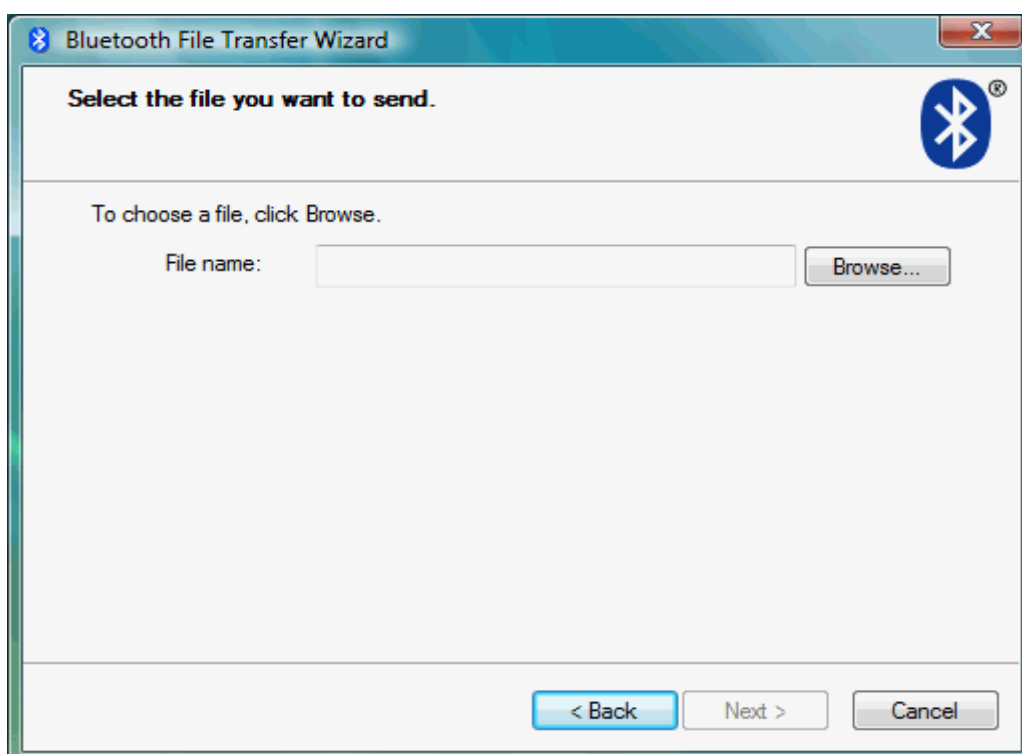 Bluetooth File Transfer Wizard
X
Select the file you want to send.
®
To choose a file, click Browse.
File name:
Browse...
< Back
Next >
Cancel